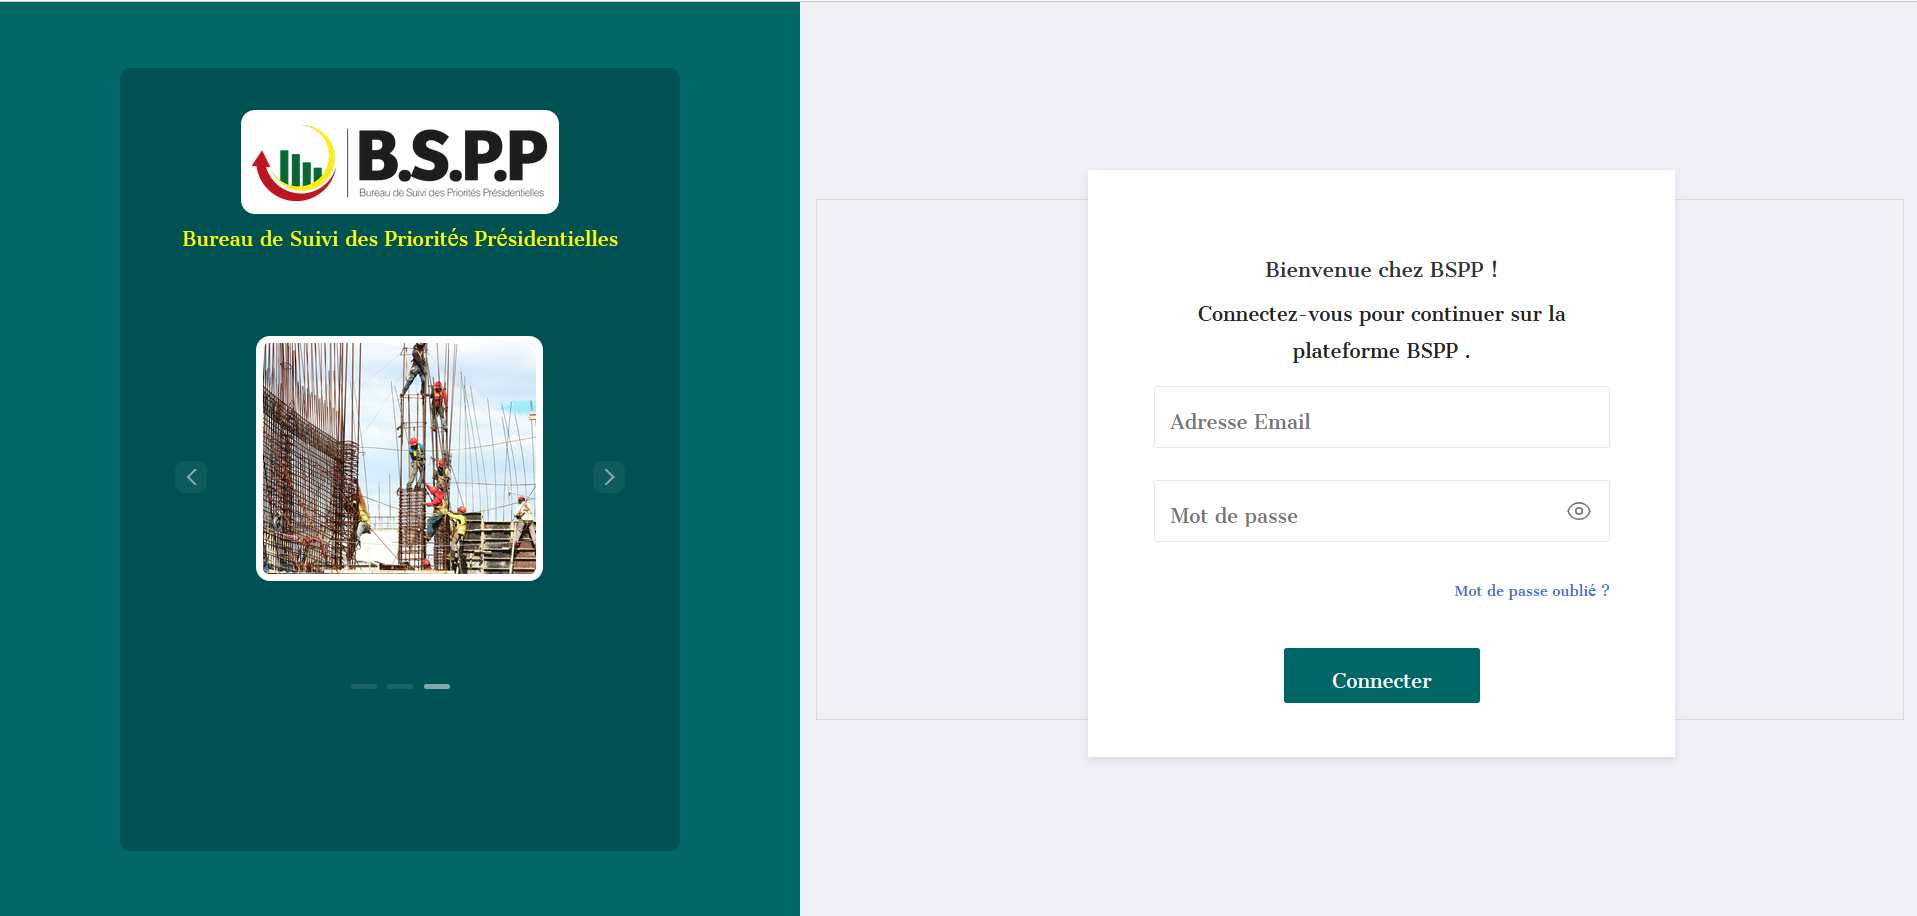 B.S.P.P
Bureau de Suivi des Priorités Présidentielles
Bureau de Suivi des Priorités Présidentielles
Bienvenue chez BSPP !
Connectez-vous pour continuer sur la
plateforme BSPP .
Adresse Email
Mot de passe
Mot de passe oublié ?
Connecter